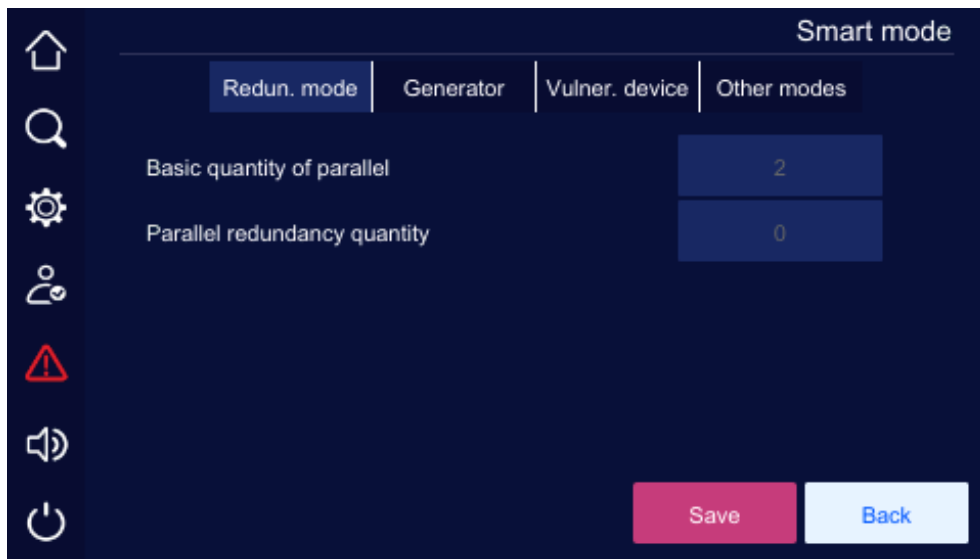 Smart mode
Redun. mode Generator Vulner. device Other modes
Basic quantity of parallel 2
Parallel redundancy quantity 0
Save Back